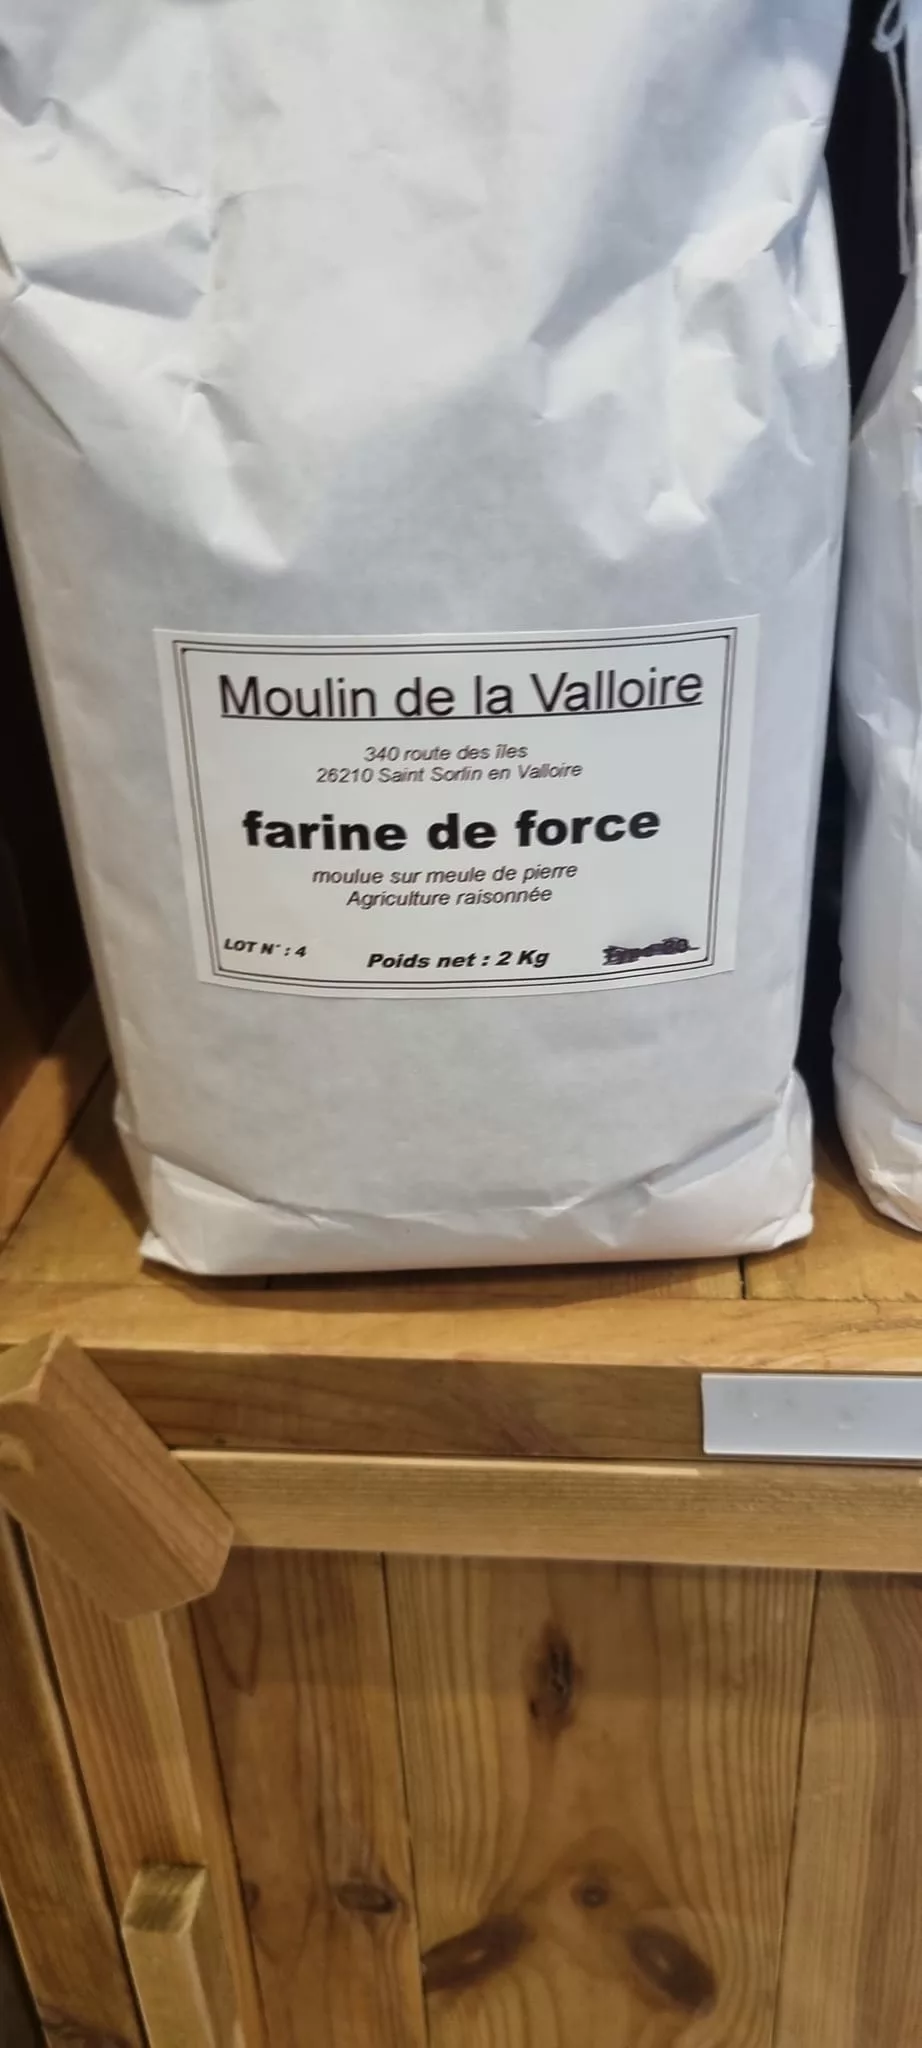 Moulin de la Valloire
340 route des îles
26210 Saint Sorlin en Valloire
farine de force
moulue sur meule de pierre
Agriculture raisonnée
LOT N° : 4
Poids net : 2 Kg